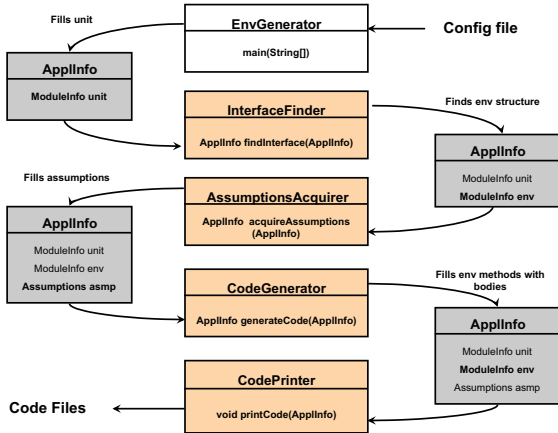 Fills unit
EnvGenerator
main(String[])
Config file
ApplInfo
ModuleInfo unit
InterfaceFinder
ApplInfo findInterface(ApplInfo)
Finds env structure
ApplInfo
ModuleInfo unit
ModuleInfo env
Fills assumptions
AssumptionsAcquirer
ApplInfo acquireAssumptions
(ApplInfo)
ApplInfo
ModuleInfo unit
ModuleInfo env
Assumptions asmp
CodeGenerator
ApplInfo generateCode(ApplInfo)
Fills env methods with
bodies
ApplInfo
ModuleInfo unit
ModuleInfo env
Assumptions asmp
CodePrinter
void printCode(ApplInfo)
Code Files